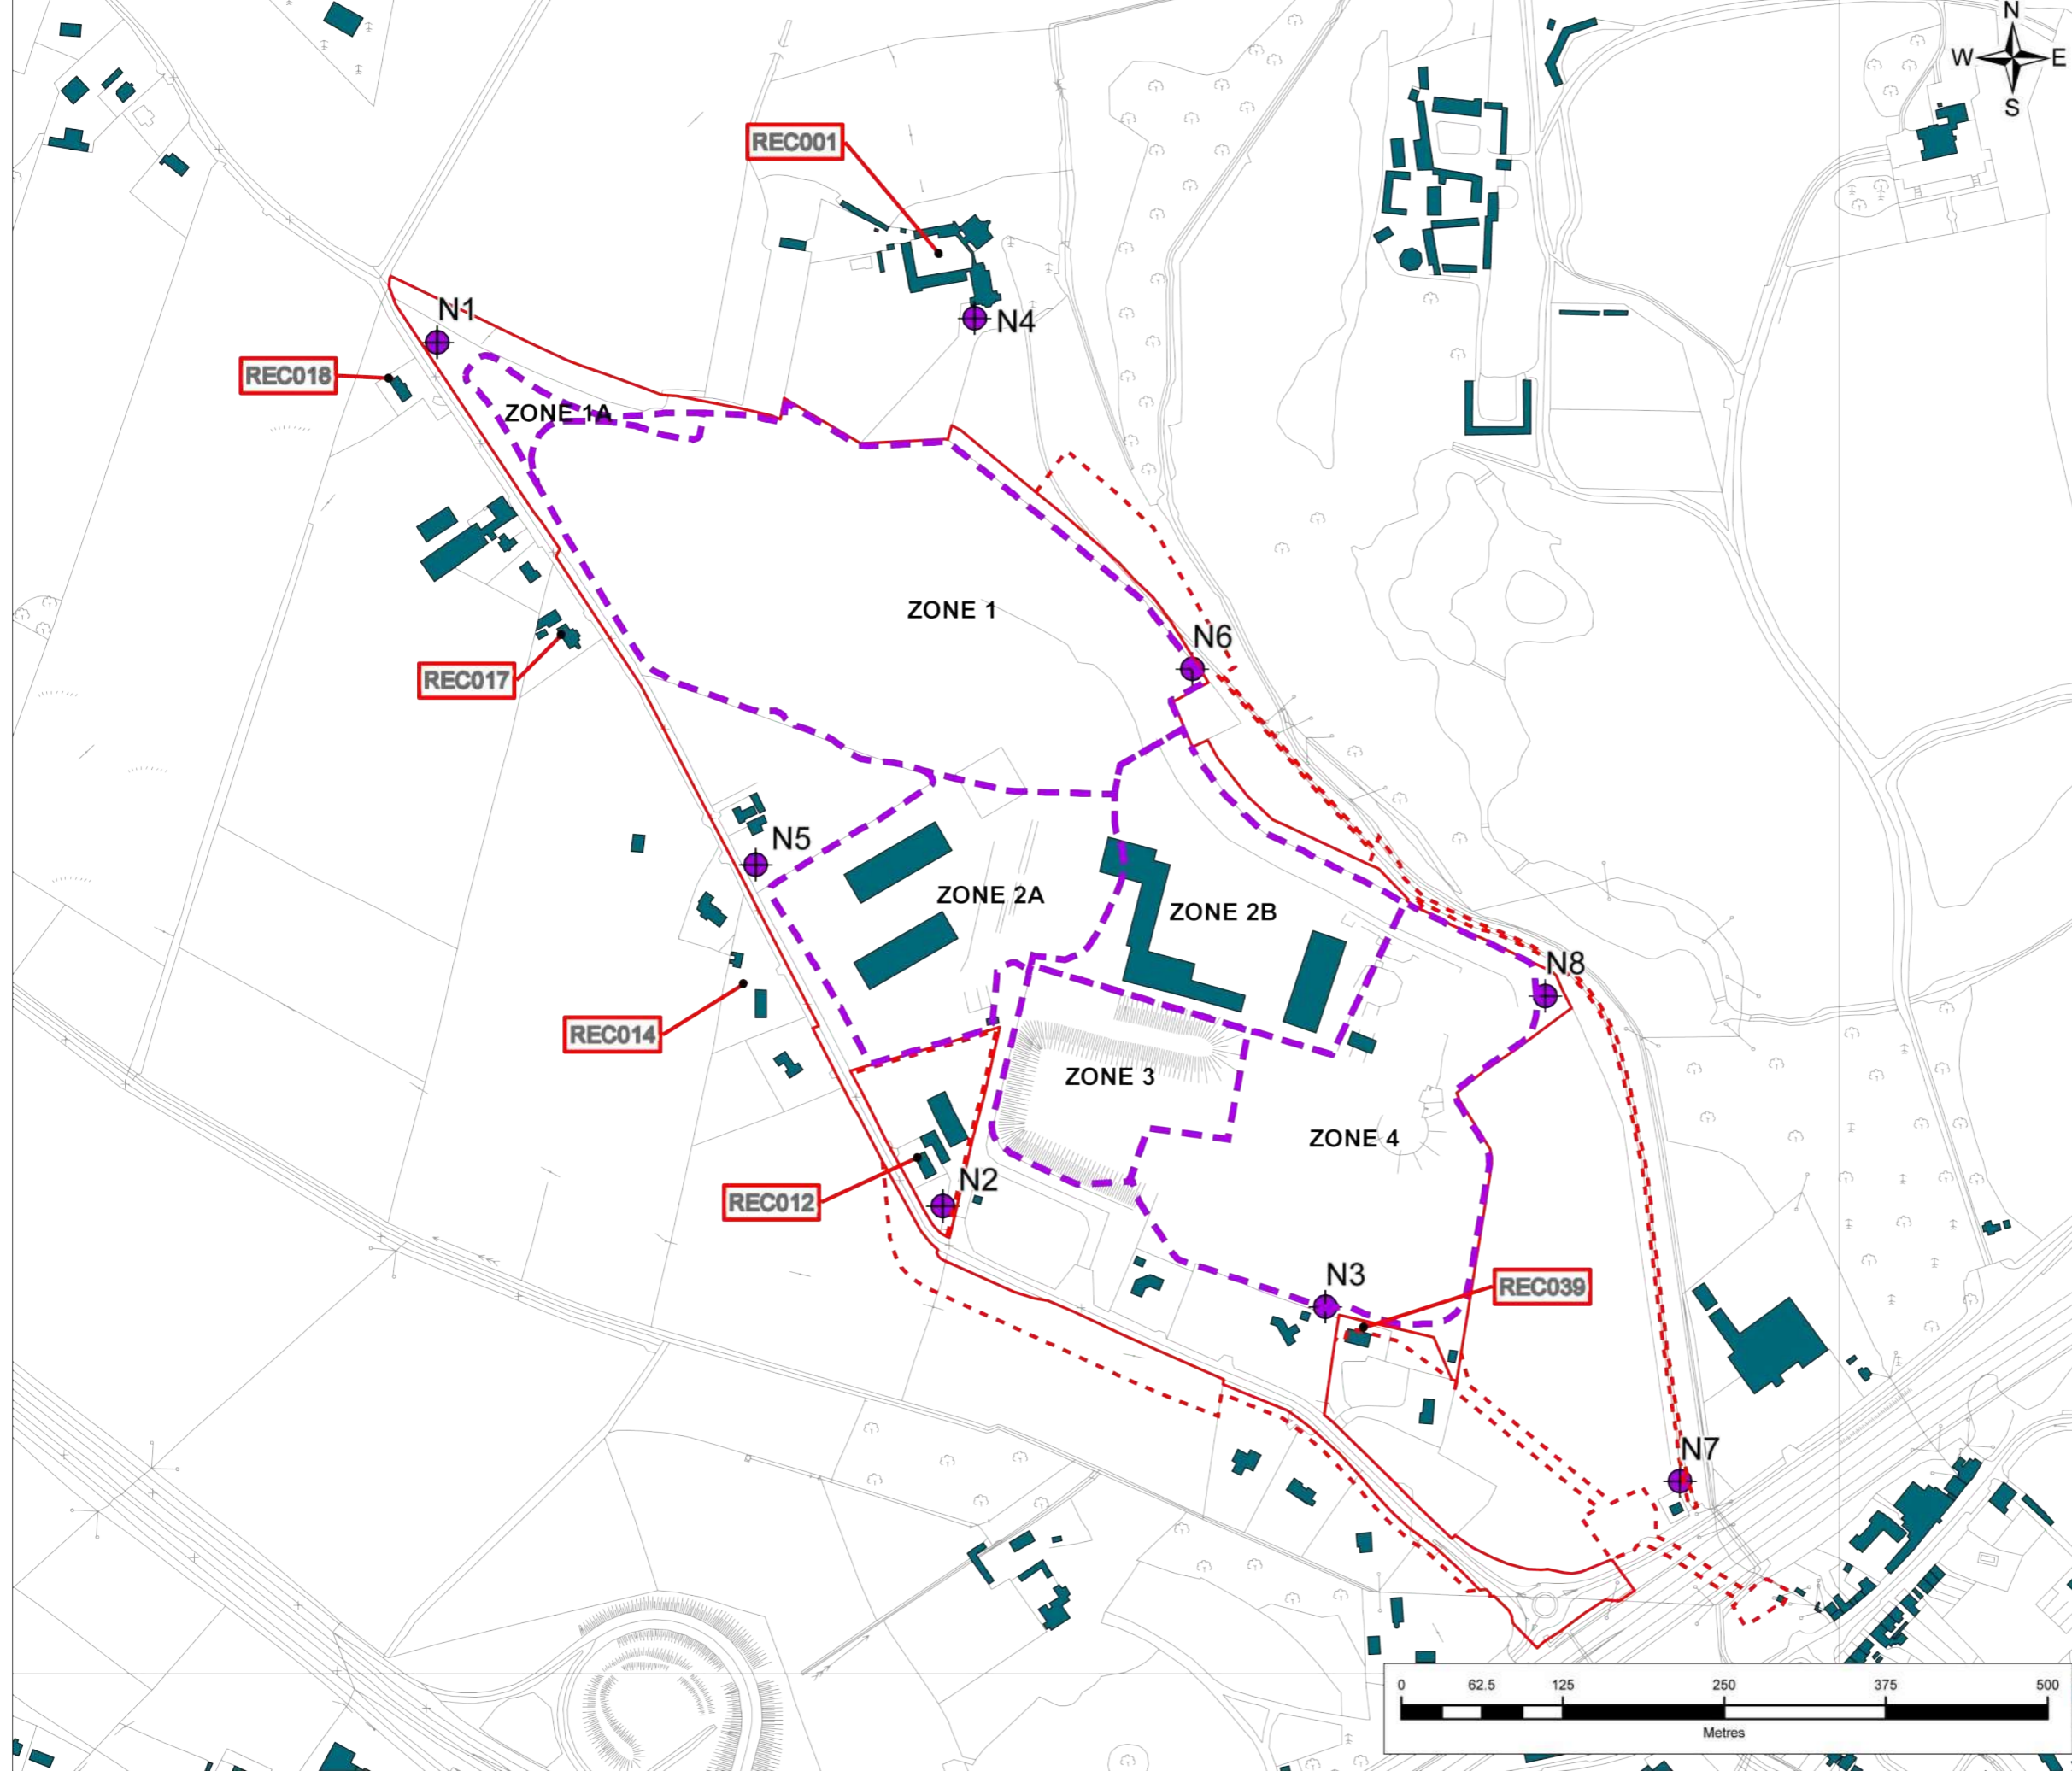 N
W E
S
REC001
N1
N4
REC018
ZONE 1A
ZONE 1
N6
REC017
N5
ZONE 2A
ZONE 2B
N8
REC014
ZONE 3
ZONE 4
N2
REC012
N3
REC039
N7
0 62.5 125 250 375 500
Metres